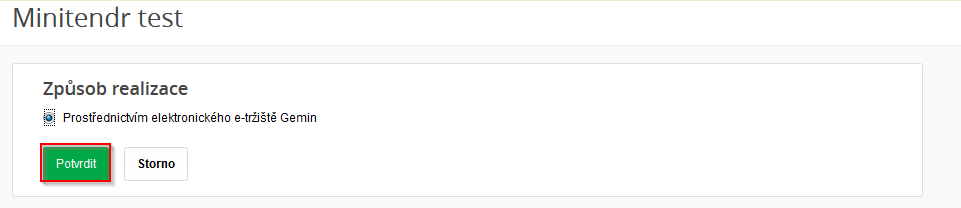 Minitendr test
Způsob realizace
Prostřednictvím elektronického e-tržiště Gemin
Potvrdit
Storno